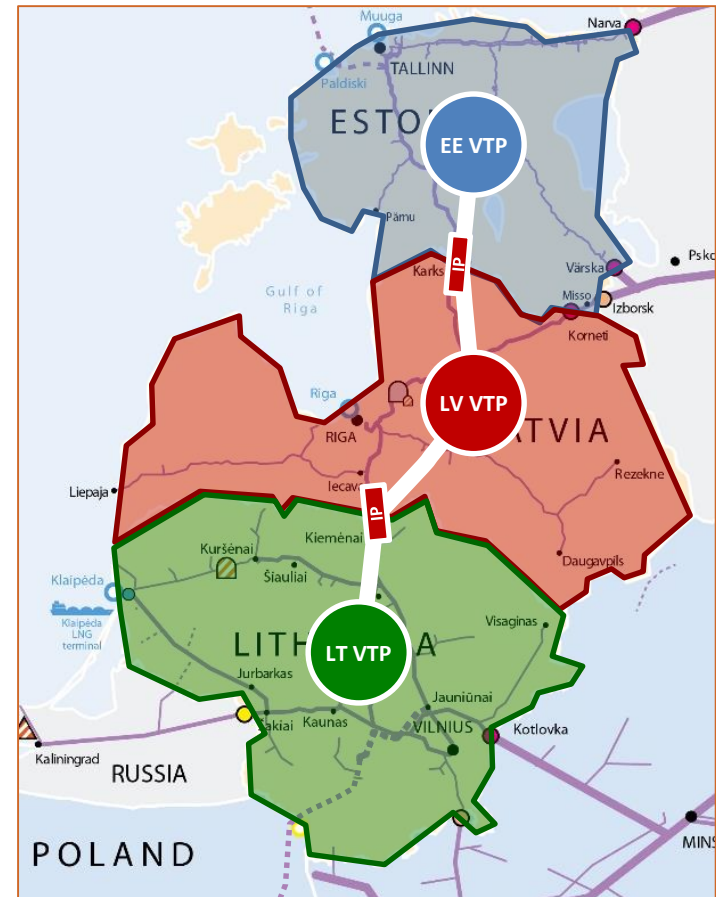 Muuga
Narva
TALLINN
Paldiski
ESTO
EE VTP
Pärnu
IP
Karks
Värska
Psko
Misso
Izborsk
Gulf of
Riga
Korneti
Riga
LV VTP
RIGA
ATVIA
Rezekne
Iecava
Liepaja
IP
Kiemėnai
Kuršėnai
Šiauliai
Daugavpils
Klaipėda
Klaipėda
LNG
terminal
Visaginas
LITH
LT VTP
A
Jurbarkas
Jauniūnai
Šakiai
Kaunas
VILNIUS
Kotlovka
Kaliningrad
RUSSIA
MINS
POLAND